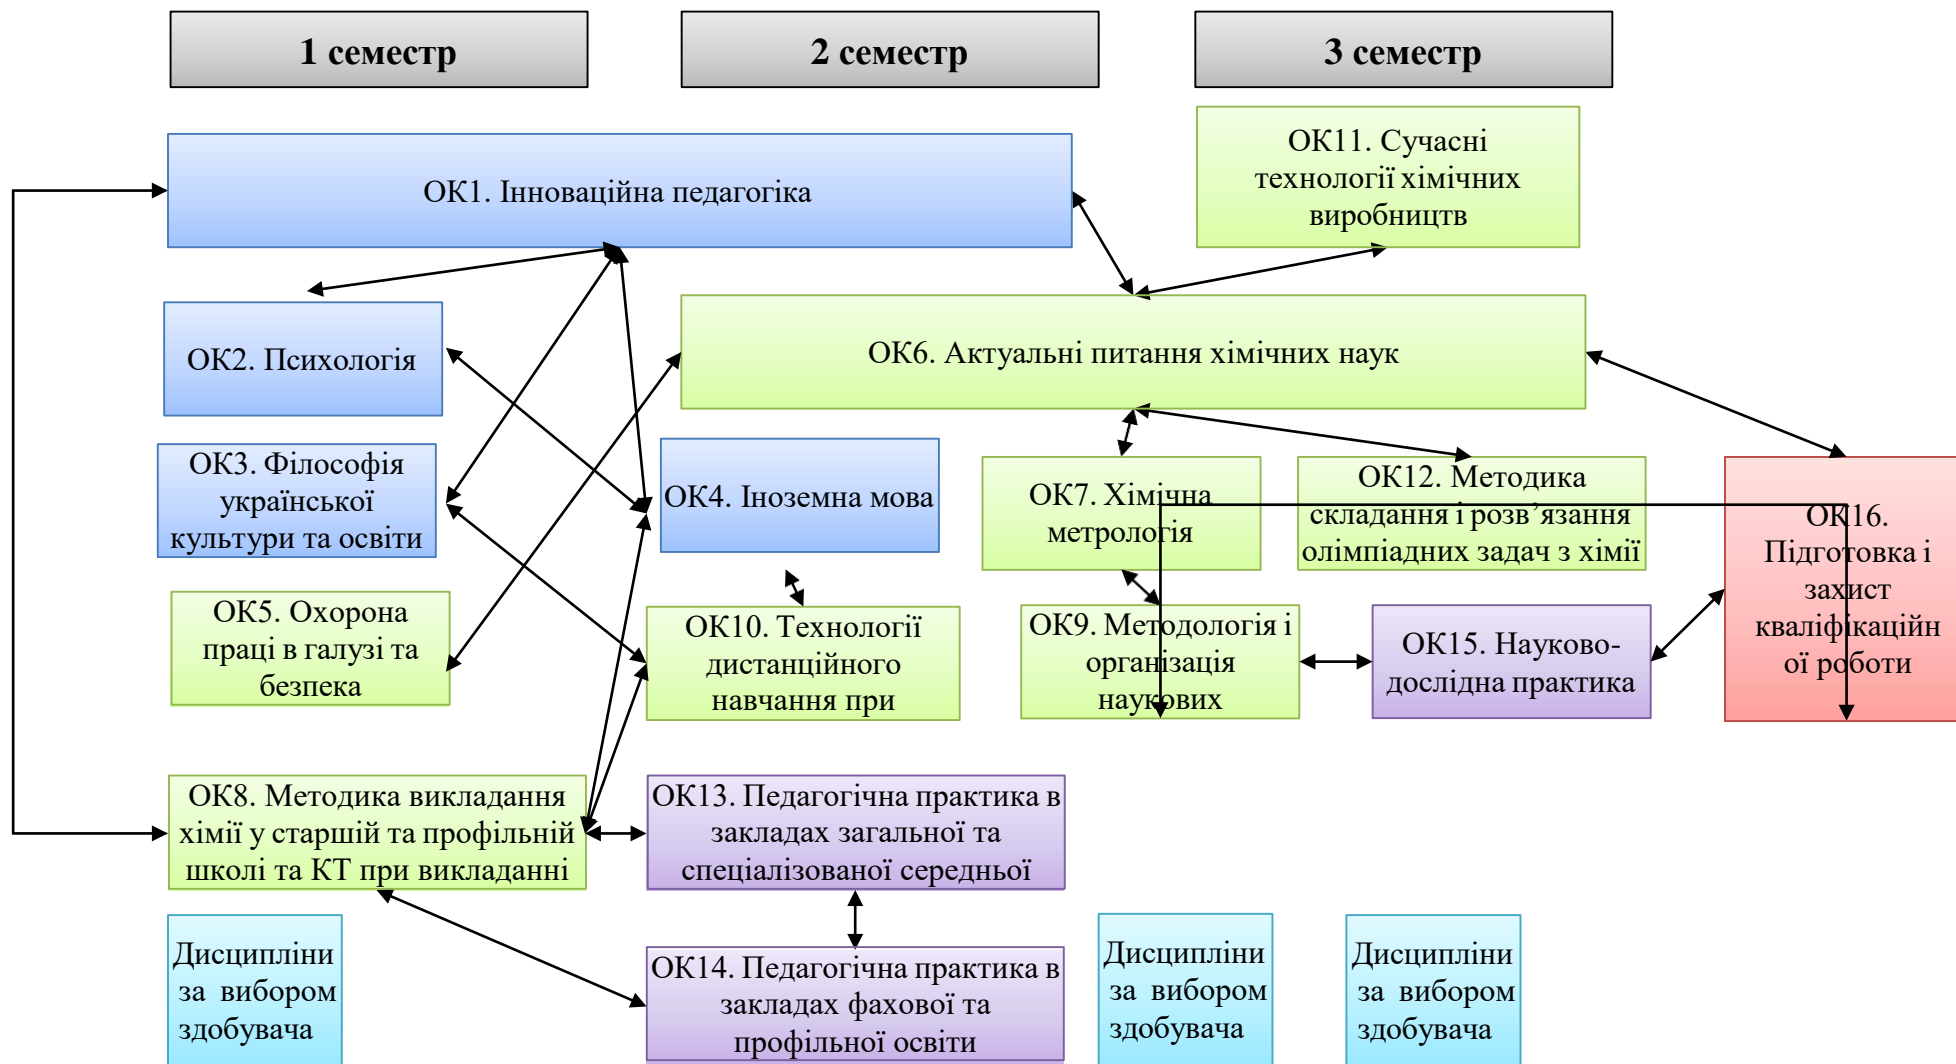 1 семестр
2 семестр
3 семестр
ОК1. Інноваційна педагогіка
ОК11. Сучасні
технології хімічних
виробництв
ОК2. Психологія
ОК6. Актуальні питання хімічних наук
ОК3. Філософія
української
культури та освіти
ОК4. Іноземна мова
ОК7. Хімічна
метрологія
ОК12. Методика
складання і розв’язання
олімпіадних задач з хімії
ОК16.
Підготовка і
захист
кваліфікаційн
ої роботи
ОК5. Охорона
праці в галузі та
безпека
ОК10. Технології
дистанційного
навчання при
ОК9. Методологія і
організація
наукових
ОК15. Науково-
дослідна практика
ОК8. Методика викладання
хімії у старшій та профільній
школі та КТ при викладанні
ОК13. Педагогічна практика в
закладах загальної та
спеціалізованої середньої
Дисципліни
за вибором
здобувача
ОК14. Педагогічна практика в
закладах фахової та
профільної освіти
Дисципліни
за вибором
здобувача
Дисципліни
за вибором
здобувача